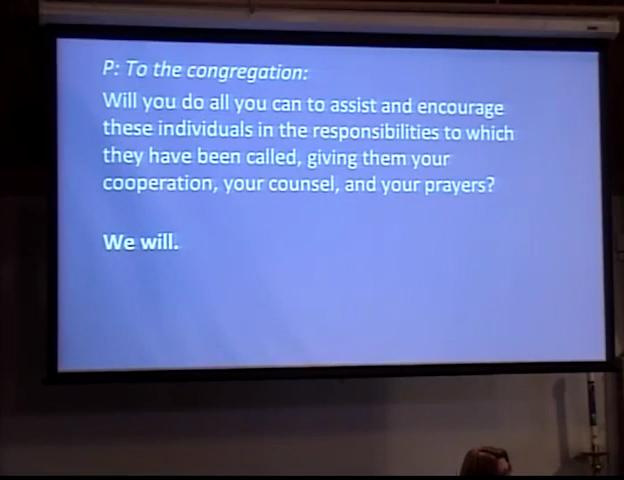 P: To the congregation:
Will you do all you can to assist and encourage
these individuals in the responsibilities to which
they have been called, giving them your
cooperation, your counsel, and your prayers?
We will.